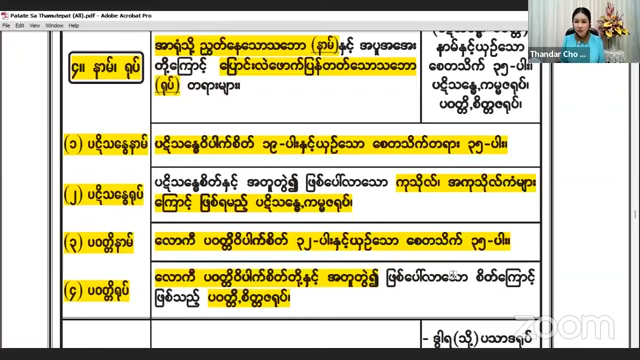 Patate Sa Thamutepat (All).pdf - Adobe Acrobat Pro
File Edit View Window Help
၄။ နာမ်၊ ရုပ်
အာရုံသို့ ညွှတ်နေသောသဘော (နာမ်)နှင့် အပူအအေး
တို့ကြောင့် ဖောက်ပြန်တတ်သောသဘော
(ရုပ်) တရားများ။
နာမ်နှင့်ယှဉ်သော
စေတသိက် ၃၅-ပါး၊
ပဋိသန္ဓေ,ကမ္မဇရုပ်၊
ပဝတ္တိ,စိတ္တဇရုပ်၊
Thandar Cho
(၁) ပဋိသန္ဓေနာမ်
ပဋိသန္ဓေဝိပါက်စိတ် ၁၉-ပါးနှင့်ယှဉ်သော စေတသိက်တရား ၃၅-ပါး၊
(၂) ပဋိသန္ဓေရုပ်
ပဋိသန္ဓေစိတ်နှင့် အတူတွဲ၍ ဖြစ်ပေါ်လာသော ကုသိုလ်၊ အကုသိုလ်ကံများ
ကြောင့် ဖြစ်ရမည့် ပဋိသန္ဓေ,ကမ္မဇရုပ်၊
(၃) ပဝတ္တိနာမ်
လောကီ ပဝတ္တိဝိပါက်စိတ် ၃၂-ပါးနှင့်ယှဉ်သော စေတသိက် ၃၅-ပါး။
(၄) ပဝတ္တိရုပ်
လောကီ ပဝတ္တိဝိပါက်စိတ်တို့နှင့် အတူတွဲ၍ ဖြစ်ပေါ်လာသော စိတ်ကြောင့်
ဖြစ်သည့် ပဝတ္တိ,စိတ္တဇရုပ်၊
- ဒွါရ(သို့) ပသာဒရုပ်
zoom